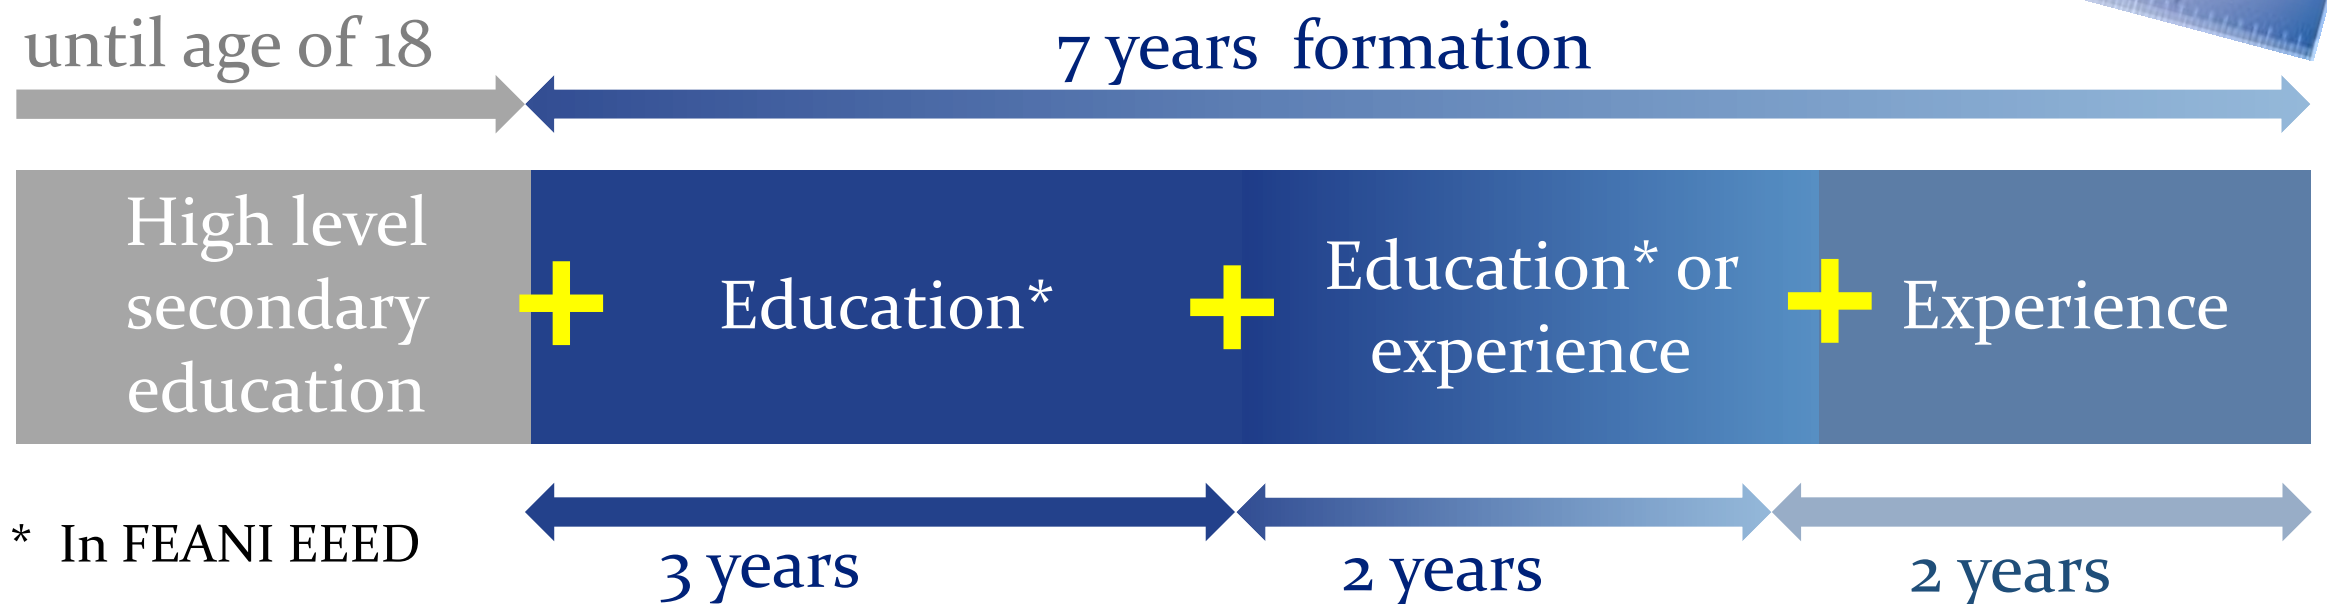 until age of 18
7 years formation
High level
secondary
education
Education*
Education* or
experience
Experience
* In FEANI EEED
3 years
2 years
2 years